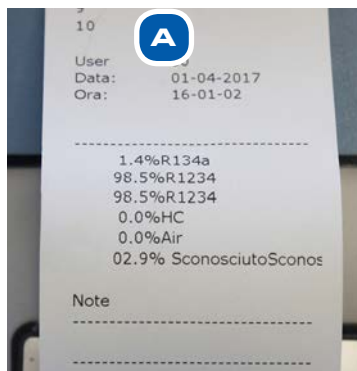 10
A
User
Data: 01-04-2017
Ora: 16-01-02
1.4%R134a
98.5%R1234
98.5%R1234
0.0%HC
0.0%Air
02.9% SconosciutoSconos
Note